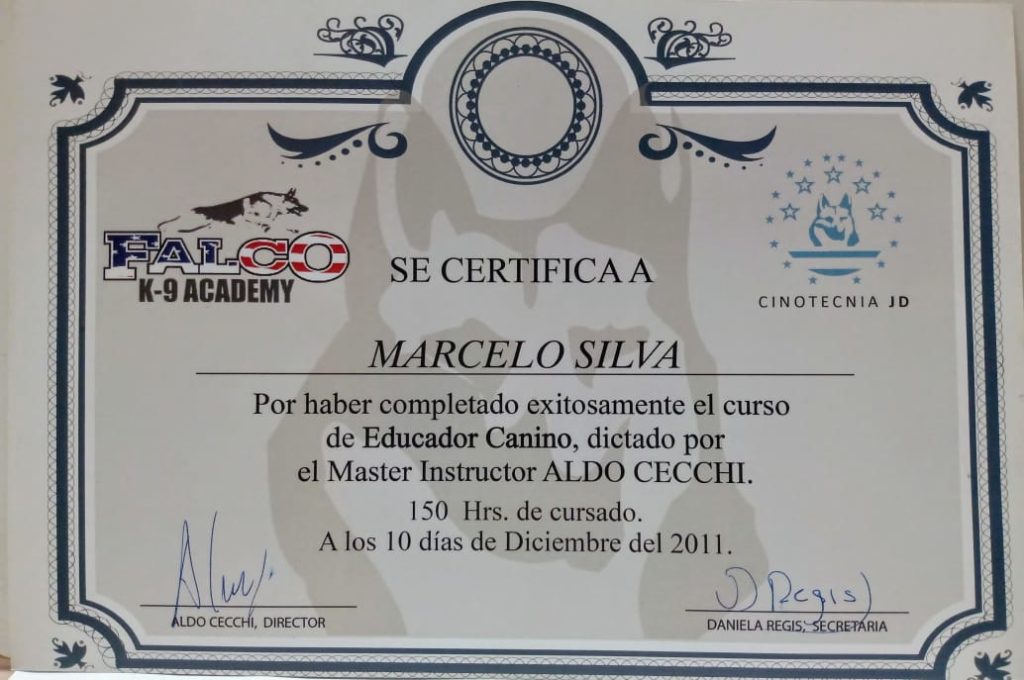 FALCO
K-9 ACADEMY
CINOTECNIA JD
SE CERTIFICA A
MARCELO SILVA
Por haber completado exitosamente el curso
de Educador Canino, dictado por
el Master Instructor ALDO CECCHI.
150 Hrs. de cursado.
A los 10 días de Diciembre del 2011.
D Regis
ALDO CECCHI, DIRECTOR
DANIELA REGIS, SECRETARIA